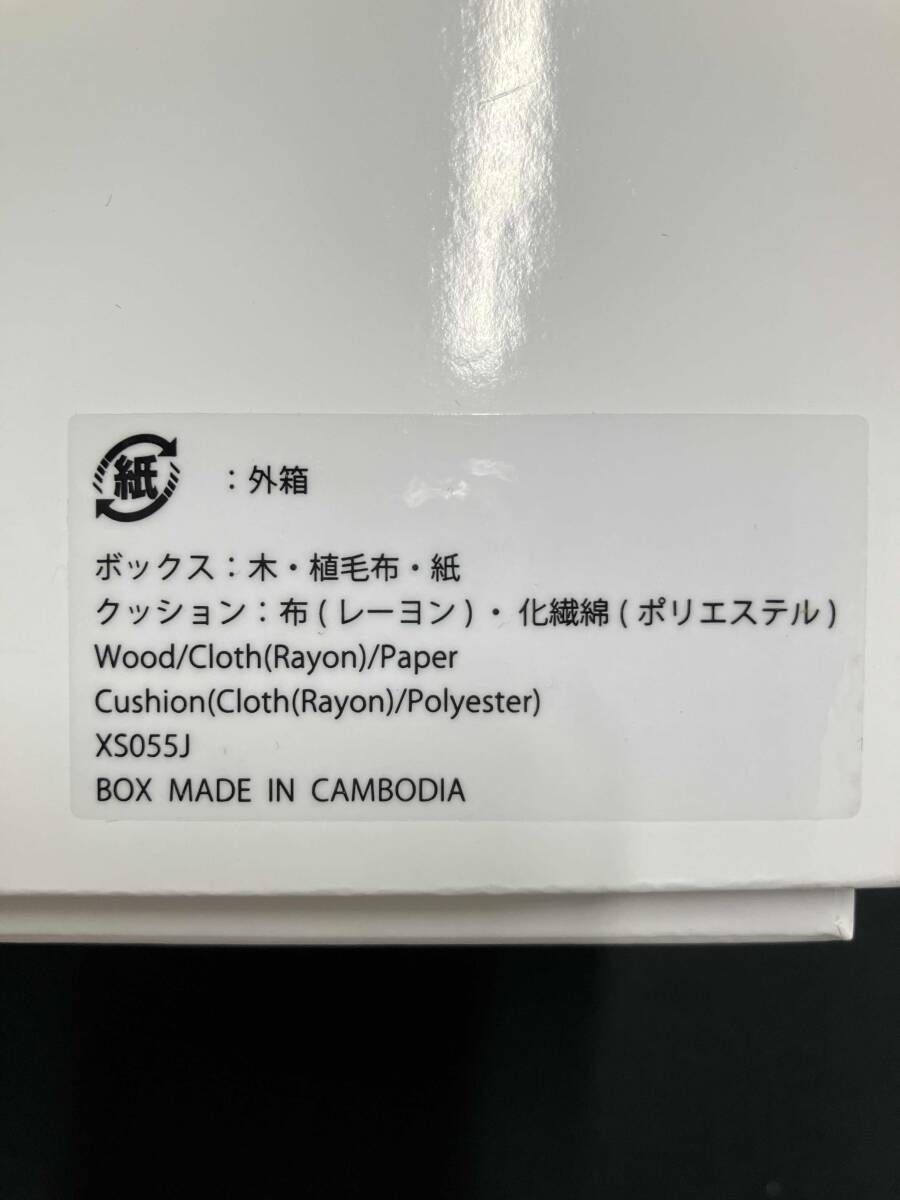 紙 : 外箱
ボックス : 木・植毛布・紙
クッション : 布 ( レーヨン )・ 化繊綿 ( ポリエステル )
Wood/Cloth(Rayon)/Paper
Cushion(Cloth(Rayon)/Polyester)
XS055J
BOX MADE IN CAMBODIA